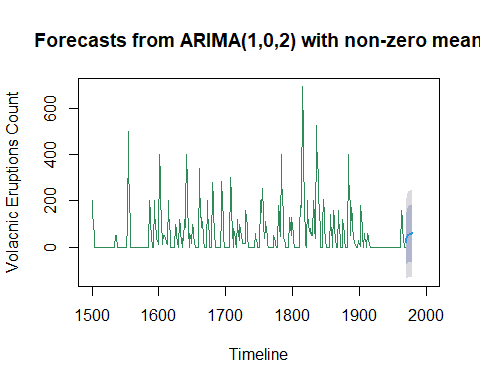 Forecasts from ARIMA(1,0,2) with non-zero mean
Volacnic Eruptions Count
600
400
200
0
1500 1600 1700 1800 1900 2000
Timeline